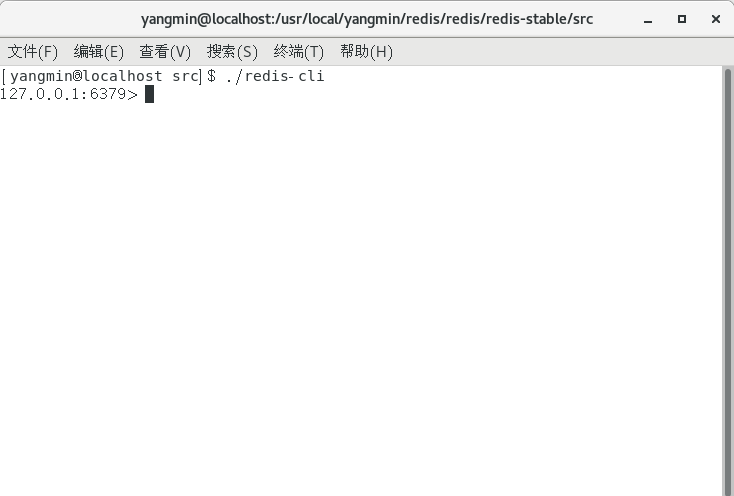 yangmin@localhost:/usr/local/yangmin/redis/redis/redis-stable/src
文件(F) 编辑(E) 查看(V) 搜索(S) 终端(T) 帮助(H)
[yangmin@localhost src]$ ./redis-cli
127.0.0.1:6379>